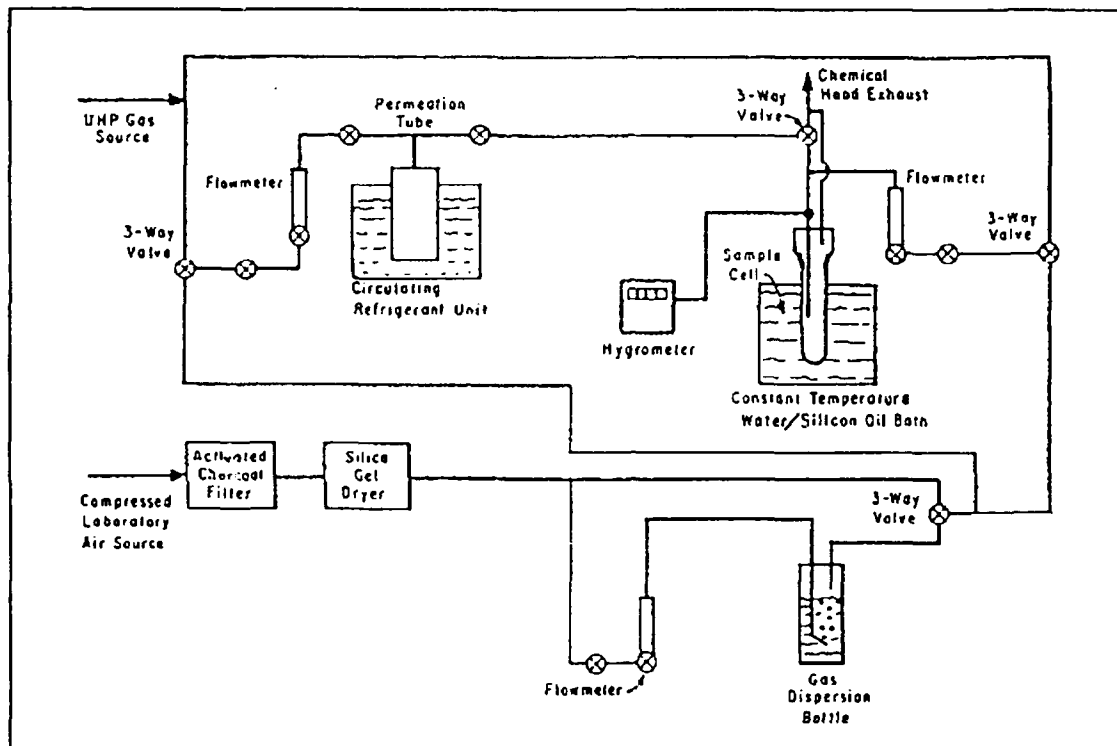 UHP Gas
Source
Permeation
Tube
3-Way
Valve
Chemical
Hood Exhaust
Flowmeter
Flowmeter
3-Way
Valve
3-Way
Valve
Sample
Cell
Circulating
Refrigerant Unit
Hygrometer
Constant Temperature
Water/Silicon Oil Bath
Activated
Charcoal
Filter
Silica
Gel
Dryer
Compressed
Laboratory
Air Source
3-Way
Valve
Flowmeter
Gas
Dispersion
Bottle